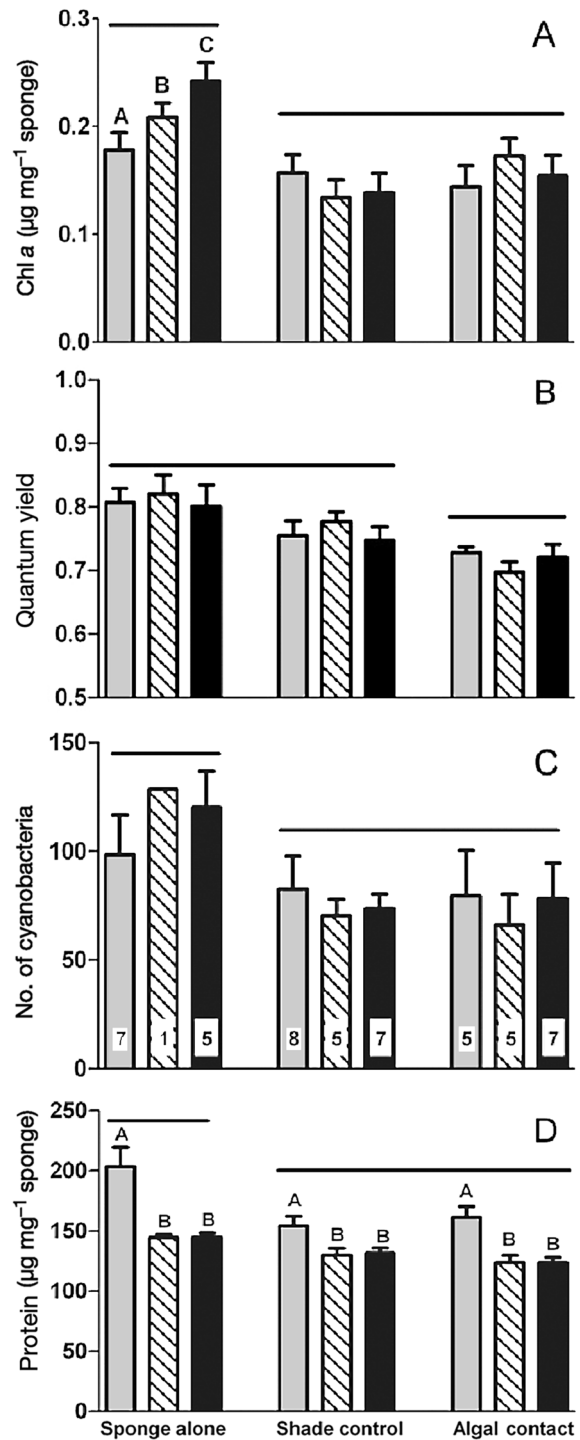 A
0.3
C
B
A
0.2
0.1
0.0
Chl a (µg mg⁻¹ sponge)
B
1.0
0.9
0.8
0.7
0.6
0.5
Quantum yield
C
150
100
50
0
No. of cyanobacteria
7 1 5 8 5 7 5 5 7
D
250
200
150
100
50
0
Protein (µg mg⁻¹ sponge)
A B B A B B A B B
Sponge alone Shade control Algal contact